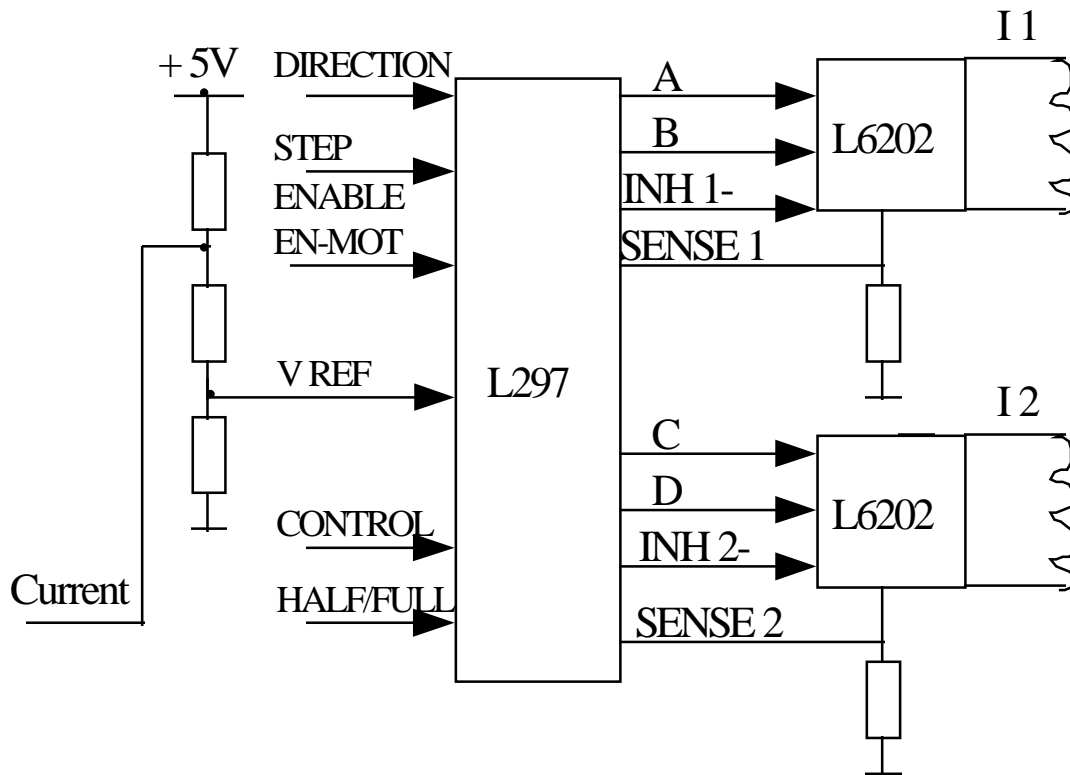 I 1
+ 5V
DIRECTION
A
STEP
B
L6202
ENABLE
INH 1-
EN-MOT
SENSE 1
V REF
L297
I 2
C
D
L6202
CONTROL
INH 2-
Current
HALF/FULL
SENSE 2